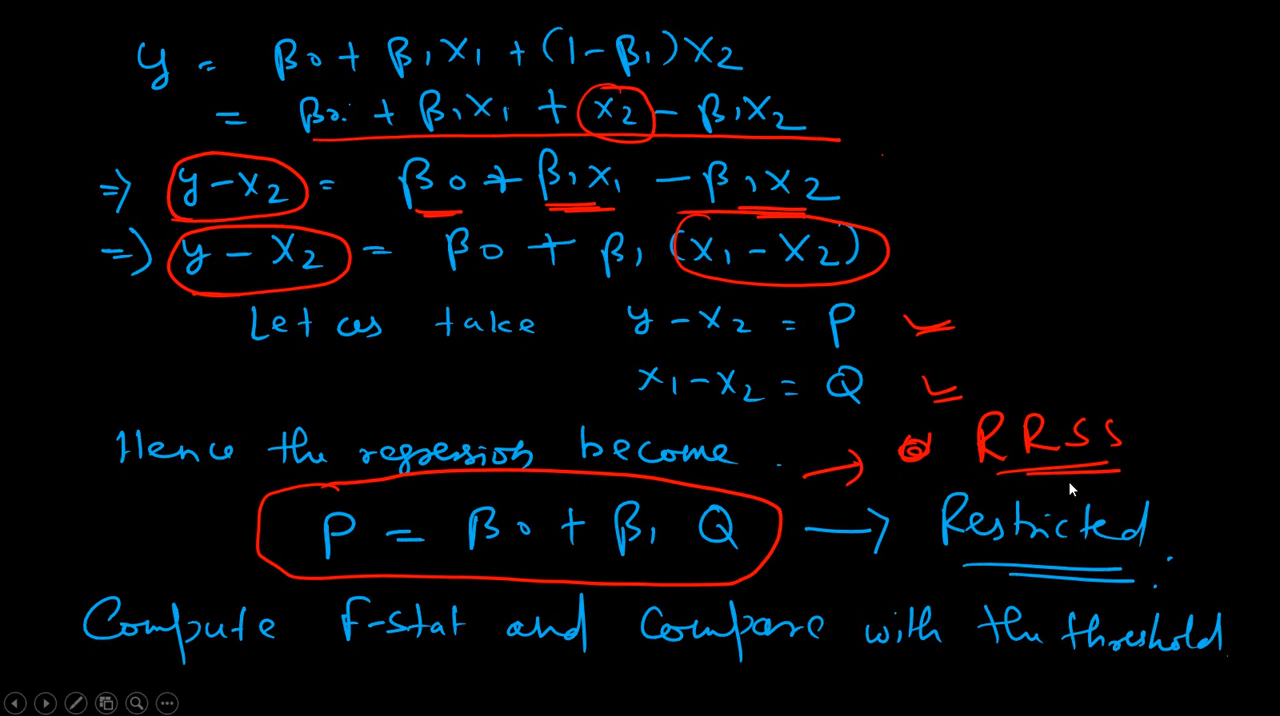 y = β0 + β1X1 + (1-β1)X2
= β0 + β1X1 + X2 - β1X2
=> y-X2 = β0 + β1X1 - β1X2
=> y - X2 = β0 + β1 (X1 - X2)
Let us take y-X2 = P
X1-X2 = Q
Hence the regression become. → RRSS
P = β0 + β1 Q → Restricted.
Compute F-stat and Compare with the threshold.